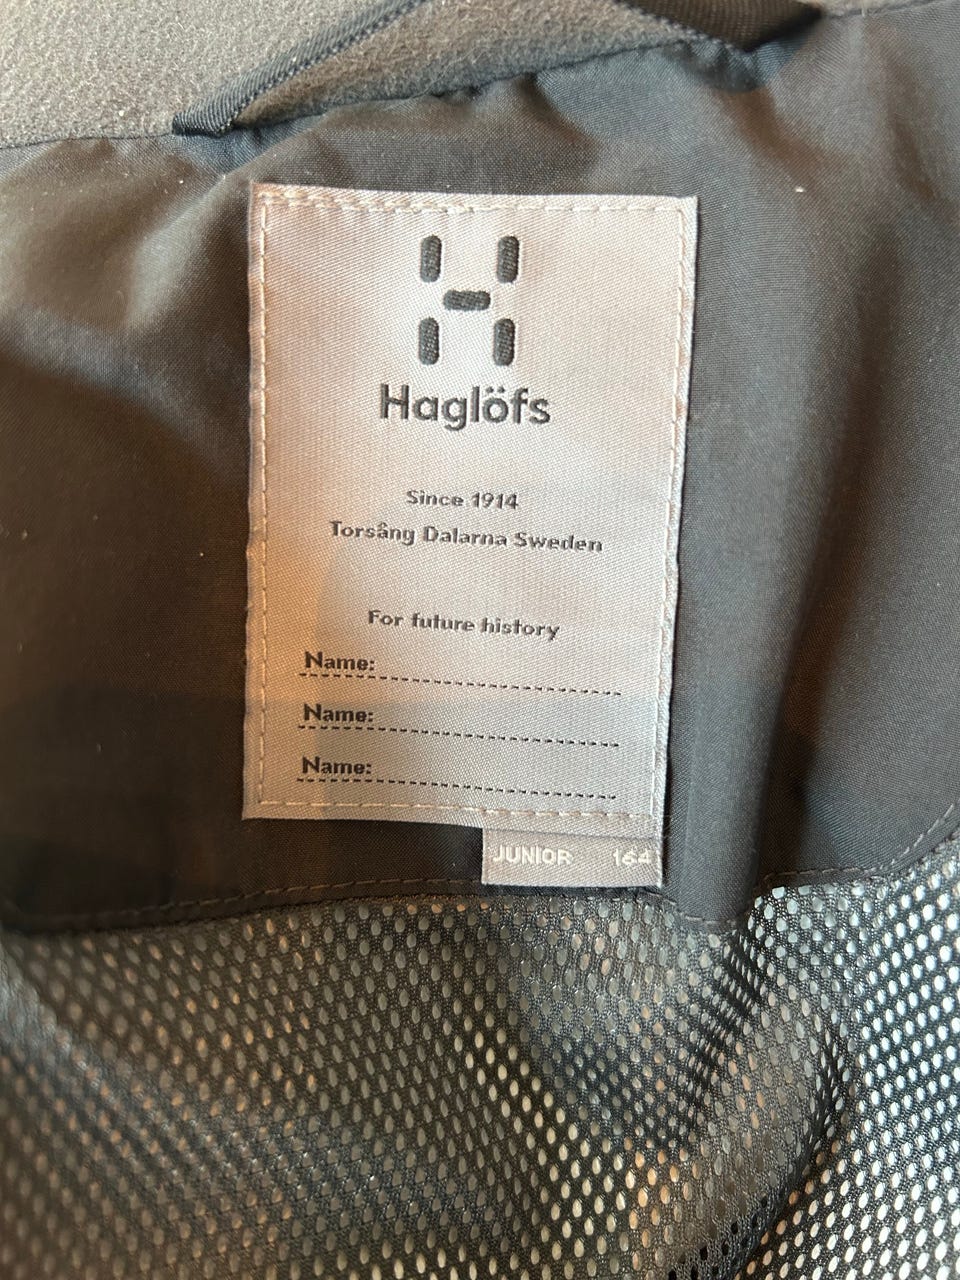 Haglöfs
Since 1914
Torsång Dalarna Sweden
For future history
Name:
Name:
Name:
JUNIOR 164